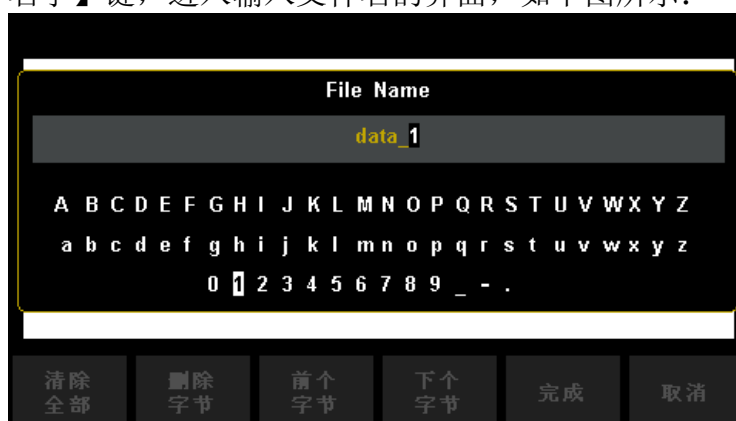 名字】键，进入输入文件名的界面，如下图所示：
File Name
data_1
A B C D E F G H I J K L M N O P Q R S T U V W X Y Z
a b c d e f g h i j k l m n o p q r s t u v w x y z
0 1 2 3 4 5 6 7 8 9 _ - .
清除 删除 前个 下个 完成 取消
全部 字节 字节 字节